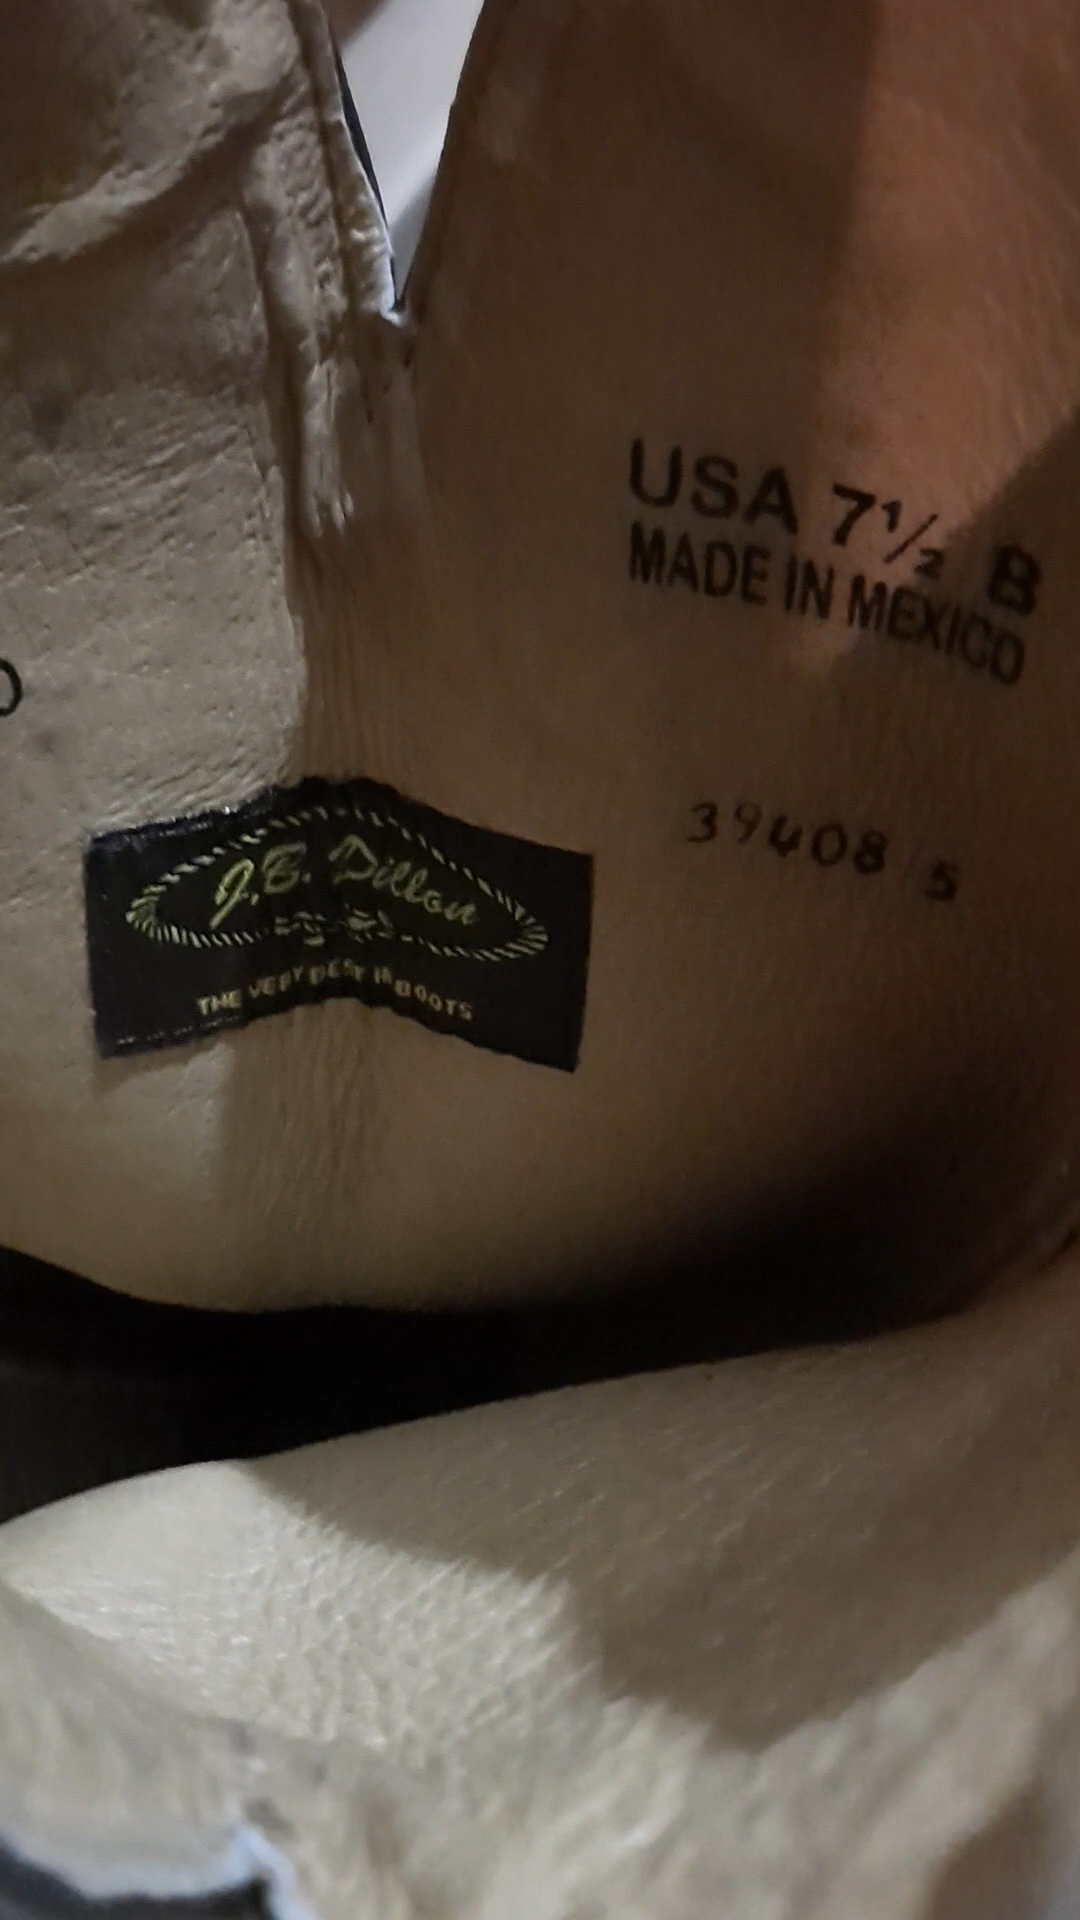 USA 7½ B
MADE IN MEXICO
39408 5
J.B. Dillon
THE VERY BEST IN BOOTS